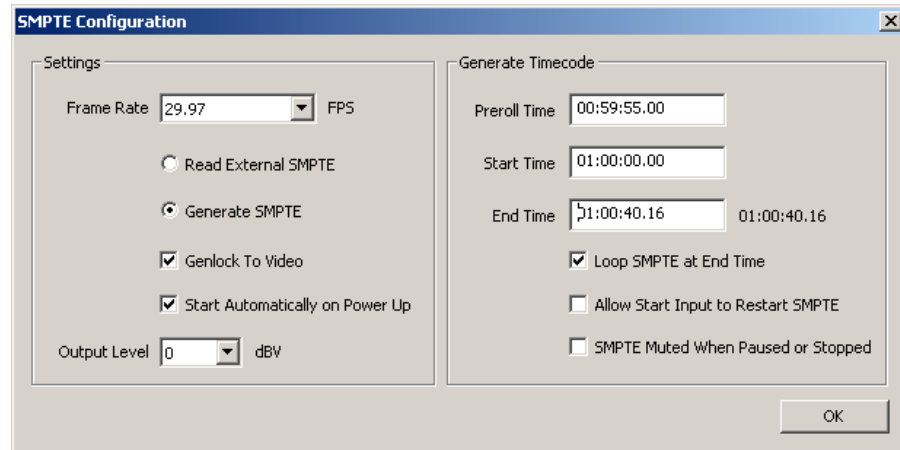 SMPTE Configuration
Settings
Frame Rate 29.97 FPS
Read External SMPTE
Generate SMPTE
Genlock To Video
Start Automatically on Power Up
Output Level 0 dBV
Generate Timecode
Preroll Time 00:59:55.00
Start Time 01:00:00.00
End Time 01:00:40.16 01:00:40.16
Loop SMPTE at End Time
Allow Start Input to Restart SMPTE
SMPTE Muted When Paused or Stopped
OK